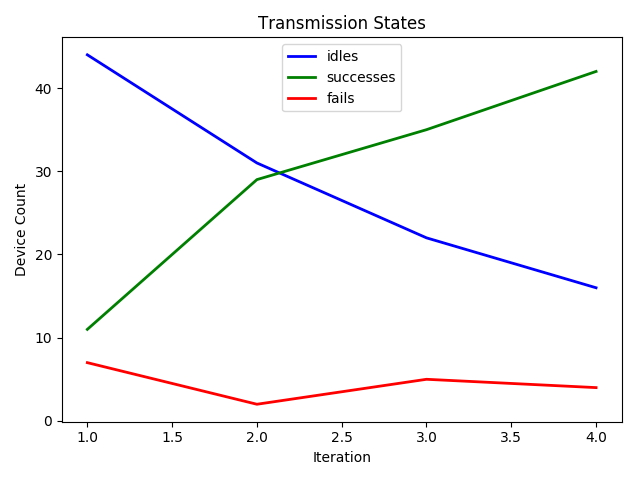 Transmission States
idles
successes
fails
Device Count
40
30
20
10
0
1.0 1.5 2.0 2.5 3.0 3.5 4.0
Iteration